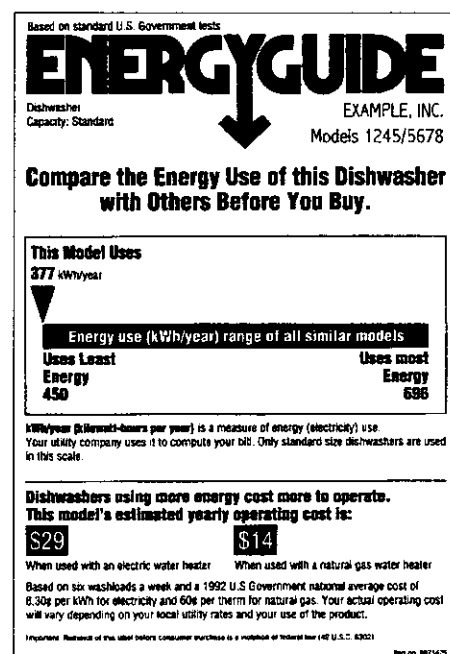 Based on standard U.S. Government tests
ENERGYGUIDE
Dishwasher
Capacity: Standard
EXAMPLE, INC.
Models 1245/5678
Compare the Energy Use of this Dishwasher
with Others Before You Buy.
This Model Uses
377 kWh/year
Energy use (kWh/year) range of all similar models
Uses Least
Energy
450
Uses most
Energy
696
kWh/year (kilowatt-hours per year) is a measure of energy (electricity) use.
Your utility company uses it to compute your bill. Only standard size dishwashers are used
in this scale.
Dishwashers using more energy cost more to operate.
This model's estimated yearly operating cost is:
$29
When used with an electric water heater
$14
When used with a natural gas water heater
Based on six washloads a week and a 1992 U.S Government national average cost of
8.30¢ per kWh for electricity and 60¢ per therm for natural gas. Your actual operating cost
will vary depending on your local utility rates and your use of the product.
Important: Removal of this label before consumer purchase is a violation of federal law (42 U.S.C. 6302)